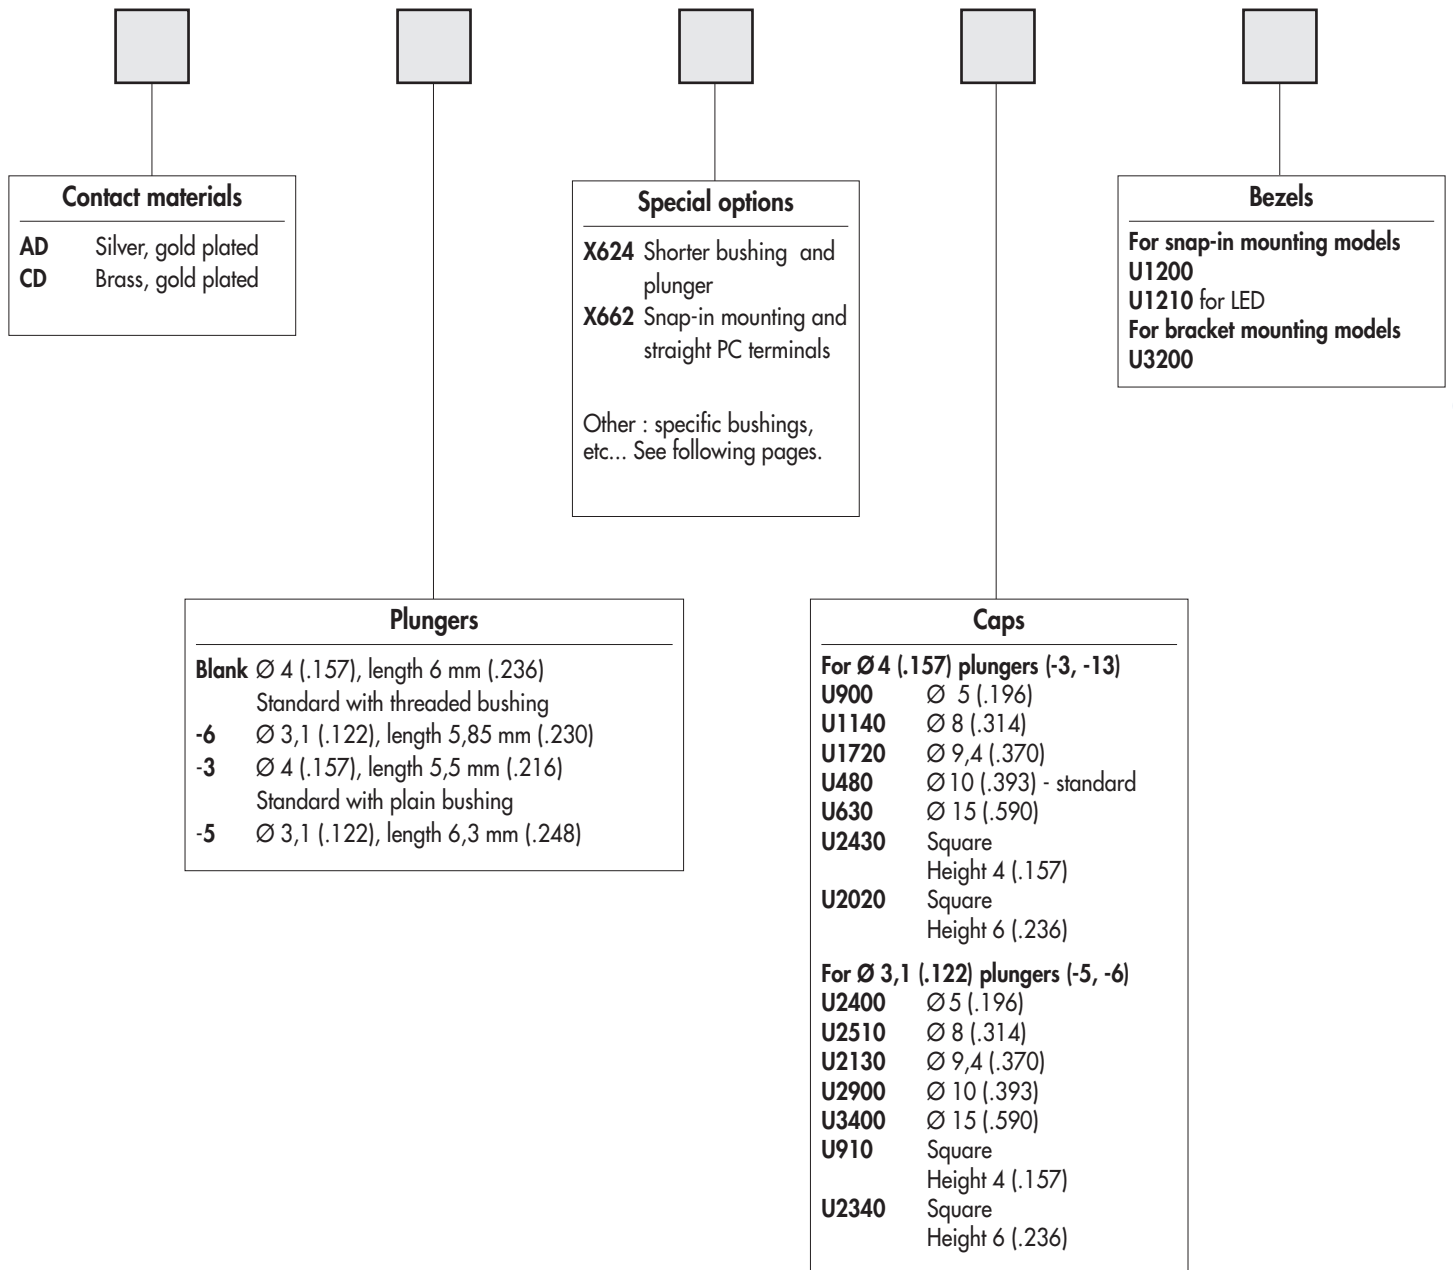 Contact materials
AD Silver, gold plated
CD Brass, gold plated
Special options
X624 Shorter bushing and
plunger
X662 Snap-in mounting and
straight PC terminals
Other : specific bushings,
etc... See following pages.
Bezels
For snap-in mounting models
U1200
U1210 for LED
For bracket mounting models
U3200
Plungers
Blank Ø 4 (.157), length 6 mm (.236)
Standard with threaded bushing
-6 Ø 3,1 (.122), length 5,85 mm (.230)
-3 Ø 4 (.157), length 5,5 mm (.216)
Standard with plain bushing
-5 Ø 3,1 (.122), length 6,3 mm (.248)
Caps
For Ø 4 (.157) plungers (-3, -13)
U900 Ø 5 (.196)
U1140 Ø 8 (.314)
U1720 Ø 9,4 (.370)
U480 Ø 10 (.393) - standard
U630 Ø 15 (.590)
U2430 Square
Height 4 (.157)
U2020 Square
Height 6 (.236)
For Ø 3,1 (.122) plungers (-5, -6)
U2400 Ø 5 (.196)
U2510 Ø 8 (.314)
U2130 Ø 9,4 (.370)
U2900 Ø 10 (.393)
U3400 Ø 15 (.590)
U910 Square
Height 4 (.157)
U2340 Square
Height 6 (.236)